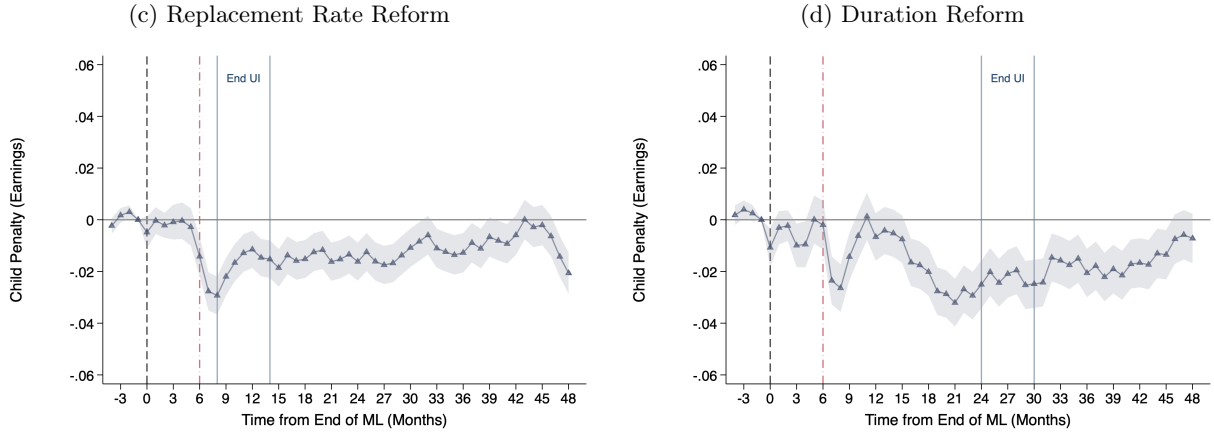 (c) Replacement Rate Reform
.06
.04
.02
0
-.02
-.04
-.06
Child Penalty (Earnings)
End UI
-3 0 3 6 9 12 15 18 21 24 27 30 33 36 39 42 45 48
Time from End of ML (Months)
(d) Duration Reform
.06
.04
.02
0
-.02
-.04
-.06
Child Penalty (Earnings)
End UI
-3 0 3 6 9 12 15 18 21 24 27 30 33 36 39 42 45 48
Time from End of ML (Months)